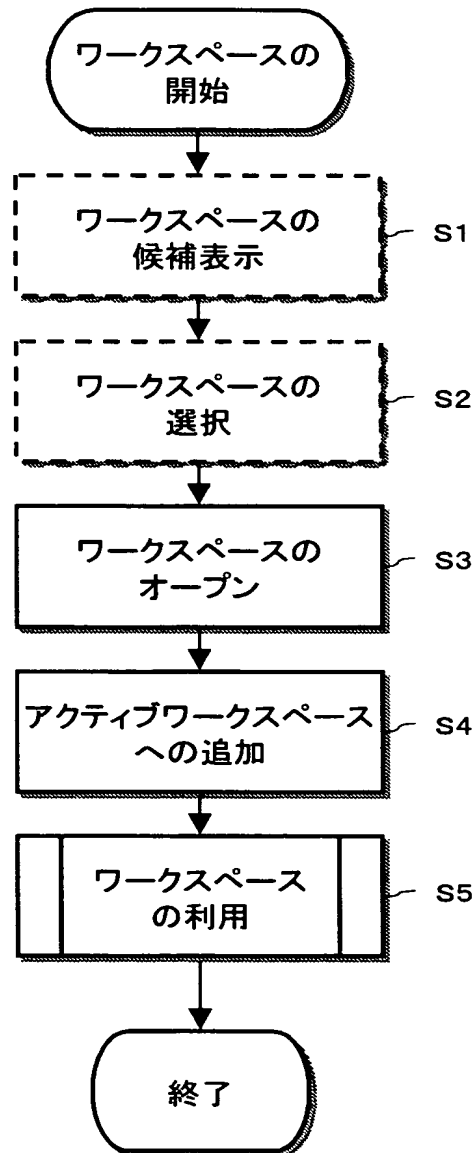 ワークスペースの
開始
ワークスペースの
候補表示
S1
ワークスペースの
選択
S2
ワークスペースの
オープン
S3
アクティブワークスペース
への追加
S4
ワークスペース
の利用
S5
終了